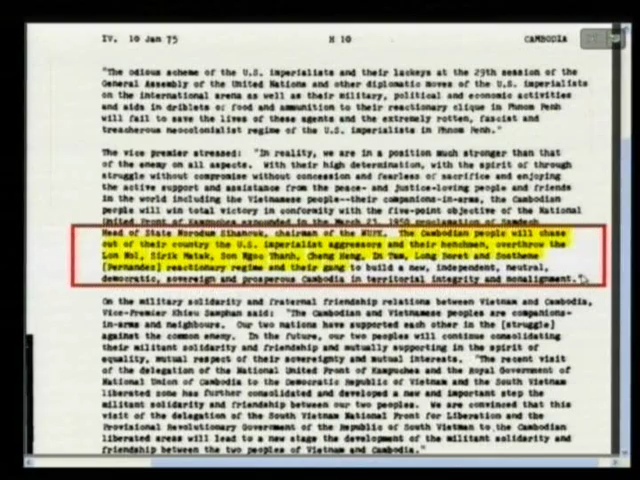 IV. 10 Jan 75 H 10 CAMBODIA
"The odious scheme of the U.S. imperialists and their lackeys at the 29th session of the
General Assembly of the United Nations and other diplomatic moves of the U.S. imperialists
on the international arena as well as their military, political and economic activities
and aids in driblets of food and ammunition to their reactionary clique in Phnom Penh
will fail to save the lives of these agents and the extremely rotten, fascist and
treacherous neocolonialist regime of the U.S. imperialists in Phnom Penh."
The vice premier stressed: "In reality, we are in a position much stronger than that
of the enemy on all aspects. With their high determination, with the spirit of through
struggle without compromise without concession and fearless of sacrifice and enjoying
the active support and assistance from the peace- and justice-loving people and friends
in the world including the Vietnamese people--their companions-in-arms, the Cambodian
people will win total victory in conformity with the five-point objective of the National
United Front of Kampuchea expounded in the March 23, proclamation of Samdech
Head of State Norodom Sihanouk, chairman of the NUFK. The Cambodian people will chase
out of their country the U.S. imperialist aggressors and their henchmen, overthrow the
Lon Nol, Sirik Matak, Son Ngoc Thanh, Cheng Heng, In Tam, Long Boret and Sosthene
[Fernandez] reactionary regime and their gang to build a new, independent, neutral,
democratic, sovereign and prosperous Cambodia in territorial integrity and nonalignment."
On the military solidarity and fraternal friendship relations between Vietnam and Cambodia,
Vice-Premier Khieu Samphan said: "The Cambodian and Vietnamese peoples are companions-
in-arms and neighbours. Our two nations have supported each other in the [struggle]
against the common enemy. In the future, our two peoples will continue consolidating
their militant solidarity and friendship and mutually supporting in the spirit of
equality, mutual respect of their sovereignty and mutual interests. "The recent visit
of the delegation of the National United Front of Kampuchea and the Royal Government of
National Union of Cambodia to the Democratic Republic of Vietnam and the South Vietnam
liberated zone has further consolidated and developed a new and important step the
militant solidarity and friendship between our two peoples. We are convinced that this
visit of the delegation of the South Vietnam National Front for Liberation and the
Provisional Revolutionary Government of the Republic of South Vietnam to the Cambodian
liberated areas will lead to a new stage the development of the militant solidarity and
friendship between the two peoples of Vietnam and Cambodia."